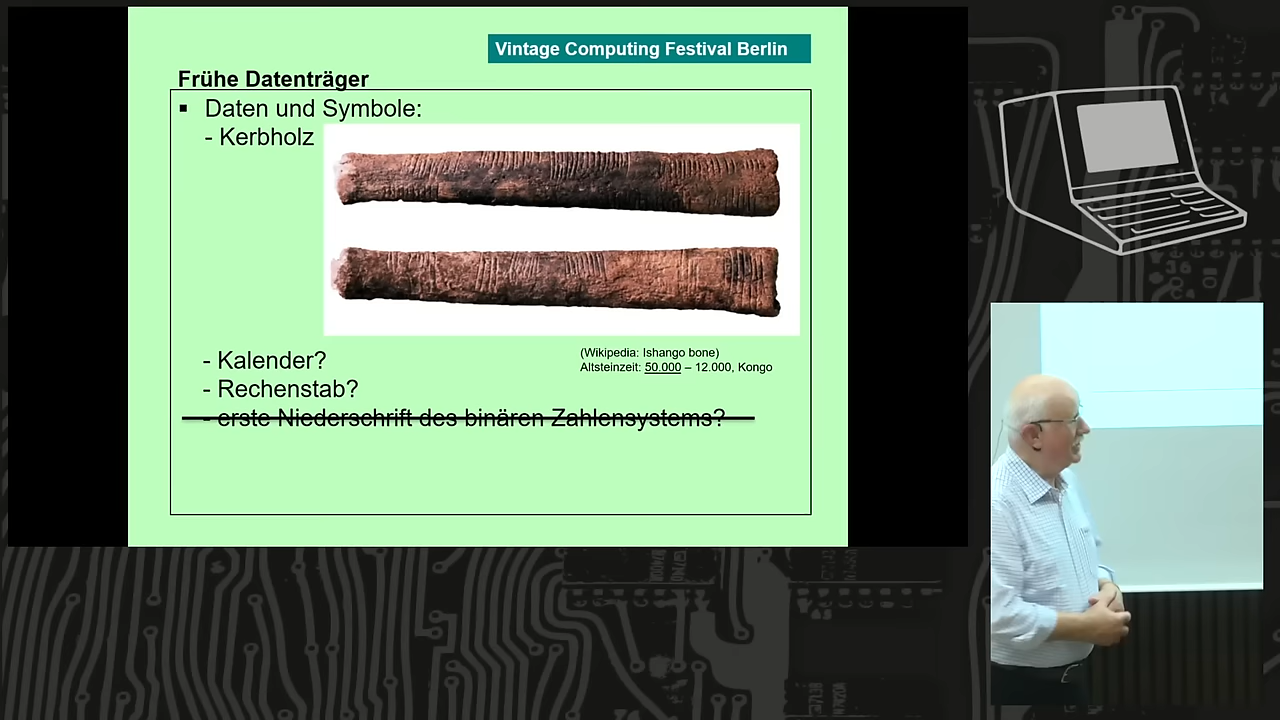 Vintage Computing Festival Berlin
Frühe Datenträger
▪ Daten und Symbole:
- Kerbholz
(Wikipedia: Ishango bone)
Altsteinzeit: 50.000 – 12.000, Kongo
- Kalender?
- Rechenstab?
- erste Niederschrift des binären Zahlensystems?